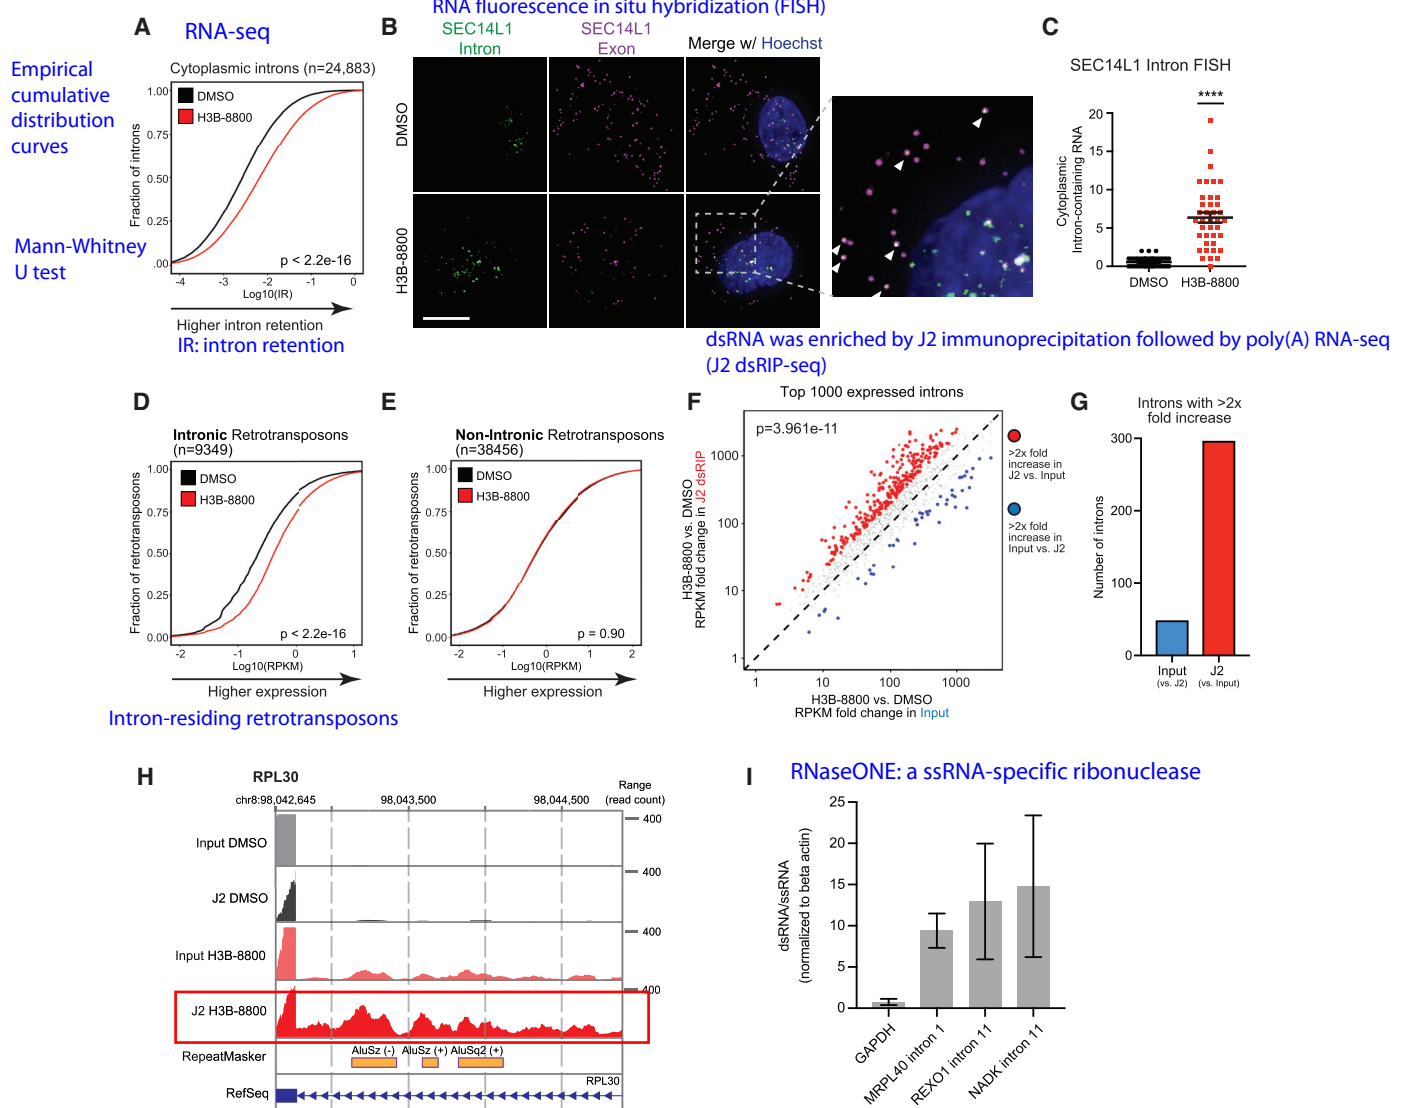 RNA fluorescence in situ hybridization (FISH)
A
RNA-seq
Empirical
cumulative
distribution
curves
Mann-Whitney
U test
Cytoplasmic introns (n=24,883)
DMSO
H3B-8800
Fraction of introns
1.00
0.75
0.50
0.25
.00
p < 2.2e-16
-4 -3 -2 -1 0
Log10(IR)
Higher intron retention
IR: intron retention
B
SEC14L1
Intron
SEC14L1
Exon
Merge w/ Hoechst
DMSO
H3B-8800
C
SEC14L1 Intron FISH
****
Cytoplasmic
Intron-containing RNA
20
15
10
5
0
DMSO H3B-8800
dsRNA was enriched by J2 immunoprecipitation followed by poly(A) RNA-seq
(J2 dsRIP-seq)
D
Intronic Retrotransposons
(n=9349)
DMSO
H3B-8800
Fraction of retrotransposons
1.00
0.75
0.50
0.25
0.00
p < 2.2e-16
-2 -1 0 1
Log10(RPKM)
Higher expression
Intron-residing retrotransposons
E
Non-Intronic Retrotransposons
(n=38456)
DMSO
H3B-8800
Fraction of retrotransposons
1.00
0.75
0.50
0.25
0.00
p = 0.90
-2 -1 0 1 2
Log10(RPKM)
Higher expression
F
Top 1000 expressed introns
p=3.961e-11
H3B-8800 vs. DMSO
RPKM fold change in J2 dsRIP
1000
100
10
1
1 10 100 1000
H3B-8800 vs. DMSO
RPKM fold change in Input
>2x fold
increase in
J2 vs. Input
>2x fold
increase in
Input vs. J2
G
Introns with >2x
fold increase
Number of introns
300
200
100
0
Input J2
(vs. J2) (vs. Input)
H
RPL30
chr8:98,042,645 98,043,500 98,044,500
Range
(read count)
Input DMSO
400
J2 DMSO
400
Input H3B-8800
400
J2 H3B-8800
400
RepeatMasker
AluSz (-) AluSz (+) AluSq2 (+)
RefSeq
RPL30
I
RNaseONE: a ssRNA-specific ribonuclease
dsRNA/ssRNA
(normalized to beta actin)
25
20
15
10
5
0
GAPDH
MRPL40 intron 1
REXO1 intron 11
NADK intron 11